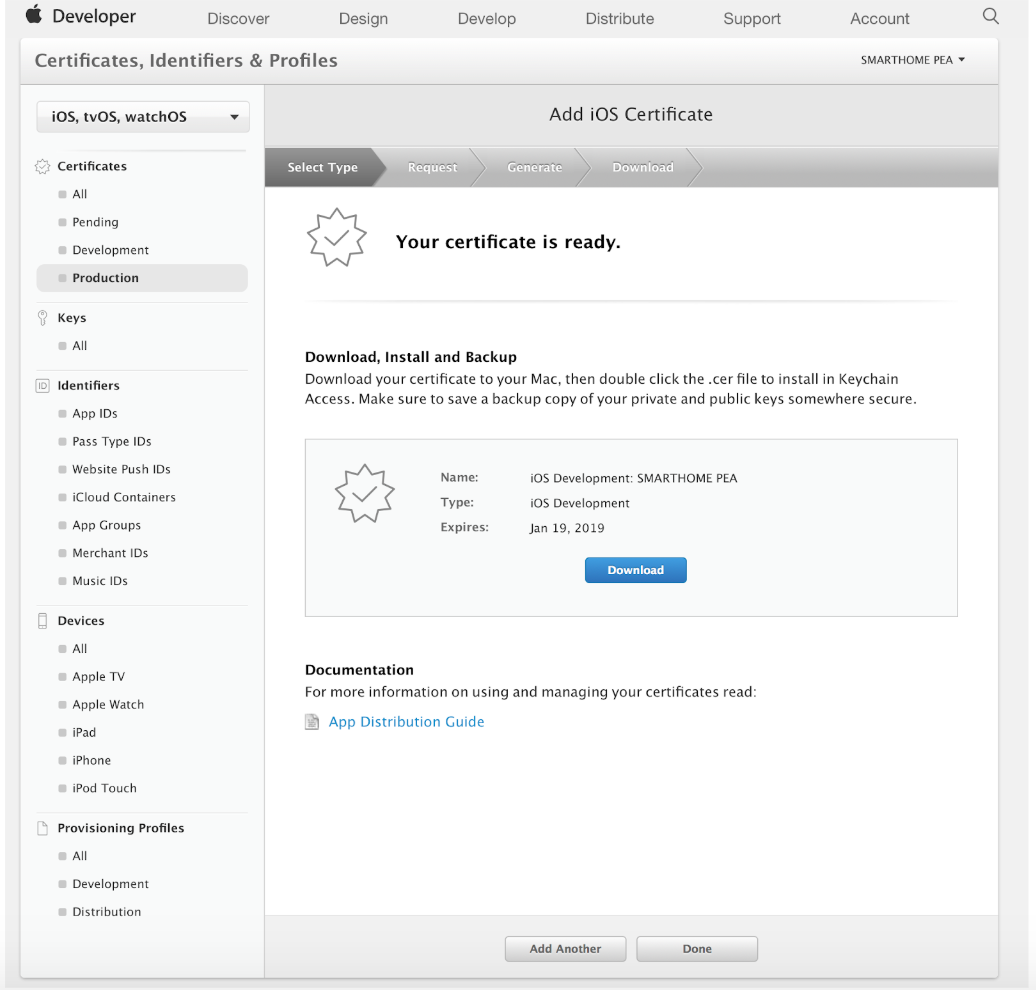 Developer
Discover
Design
Develop
Distribute
Support
Account
Certificates, Identifiers & Profiles
SMARTHOME PEA
iOS, tvOS, watchOS
Certificates
All
Pending
Development
Production
Keys
All
ID
Identifiers
App IDs
Pass Type IDs
Website Push IDs
iCloud Containers
App Groups
Merchant IDs
Music IDs
Devices
All
Apple TV
Apple Watch
iPad
iPhone
iPod Touch
Provisioning Profiles
All
Development
Distribution
Add iOS Certificate
Select Type
Request
Generate
Download
Your certificate is ready.
Download, Install and Backup
Download your certificate to your Mac, then double click the .cer file to install in Keychain
Access. Make sure to save a backup copy of your private and public keys somewhere secure.
Name: iOS Development: SMARTHOME PEA
Type: iOS Development
Expires: Jan 19, 2019
Download
Documentation
For more information on using and managing your certificates read:
App Distribution Guide
Add Another
Done